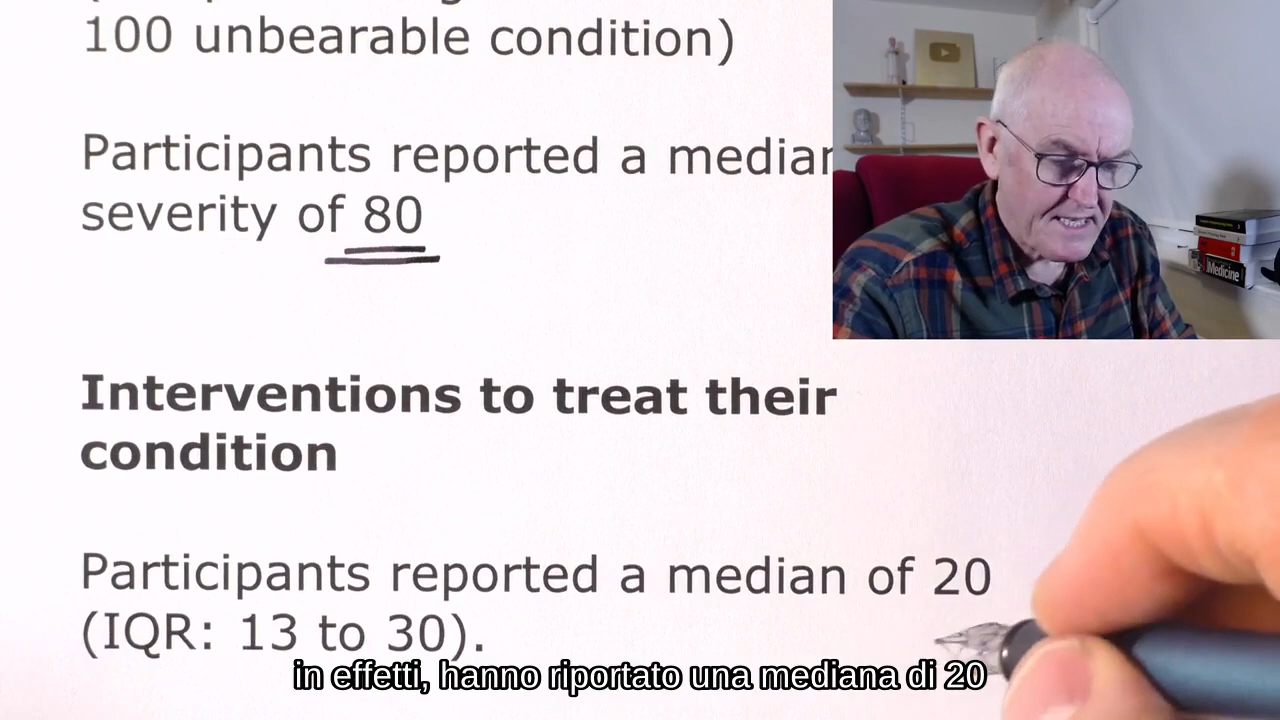 100 unbearable condition)
Participants reported a median
severity of 80
Medicine
Interventions to treat their
condition
Participants reported a median of 20
(IQR: 13 to 30).
in effetti, hanno riportato una mediana di 20